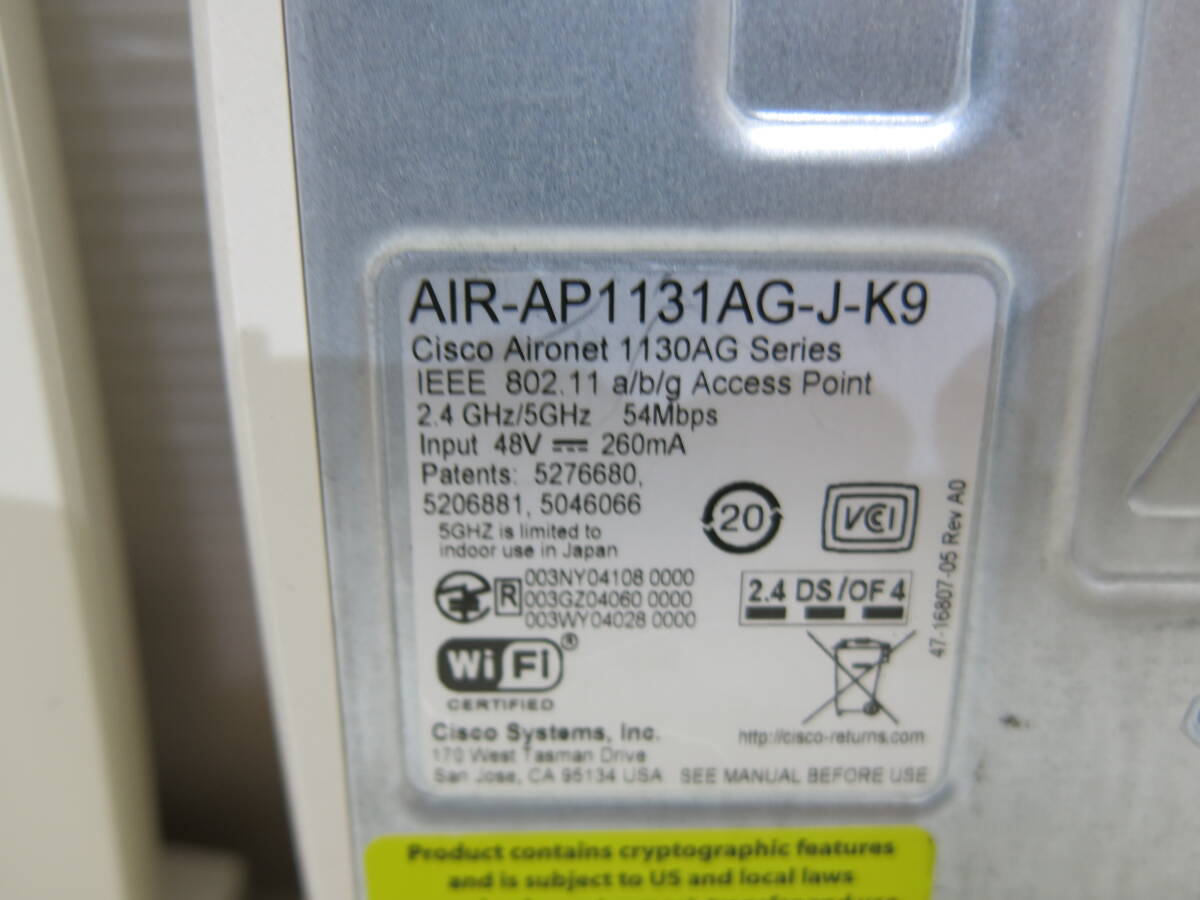 AIR-AP1131AG-J-K9
Cisco Aironet 1130AG Series
IEEE 802.11 a/b/g Access Point
2.4 GHz/5GHz 54Mbps
Input 48V 260mA
Patents: 5276680,
5206881, 5046066
5GHZ is limited to
indoor use in Japan
20
VCCI
R
003NY04108 0000
003GZ04060 0000
003WY04028 0000
2.4 DS/OF 4
47-16807-05 Rev A0
Wi Fi ®
CERTIFIED
Cisco Systems, Inc.
170 West Tasman Drive
San Jose, CA 95134 USA
http://cisco-returns.com
SEE MANUAL BEFORE USE
Product contains cryptographic features
and is subject to US and local laws